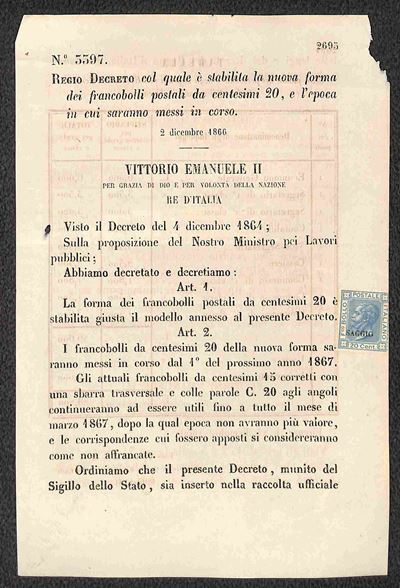 2695
N.º 3397.
REGIO DECRETO col quale è stabilita la nuova forma
dei francobolli postali da centesimi 20, e l'epoca
in cui saranno messi in corso.
2 dicembre 1866
VITTORIO EMANUELE II
PER GRAZIA DI DIO E PER VOLONTÀ DELLA NAZIONE
RE D'ITALIA
Visto il Decreto del 4 dicembre 1864;
Sulla proposizione del Nostro Ministro pei Lavori
pubblici;
Abbiamo decretato e decretiamo:
Art. 1.
La forma dei francobolli postali da centesimi 20 è
stabilita giusta il modello annesso al presente Decreto.
Art. 2.
I francobolli da centesimi 20 della nuova forma sa-
ranno messi in corso dal 1° del prossimo anno 1867.
Gli attuali francobolli da centesimi 15 corretti con
una sbarra trasversale e colle parole C. 20 agli angoli
continueranno ad essere utili fino a tutto il mese di
marzo 1867, dopo la qual epoca non avranno più valore,
e le corrispondenze cui fossero apposti si considereranno
come non affrancate.
Ordiniamo che il presente Decreto, munito del
Sigillo dello Stato, sia inserto nella raccolta ufficiale
BOLLO
POSTALE
ITALIANO
SAGGIO
20 Cent.